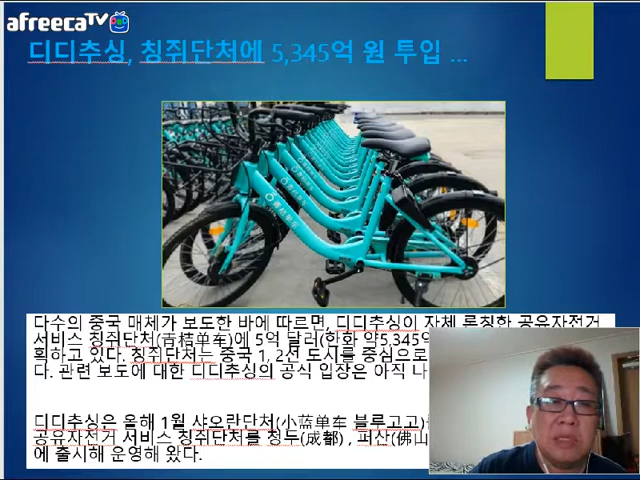 afreecaTV
디디추싱, 칭쥐단처에 5,345억 원 투입 ...
다수의 중국 매체가 보도한 바에 따르면, 디디추싱이 자체 론칭한 공유자전거
서비스 칭쥐단처(青桔单车)에 5억 달러(한화 약5,345억
획하고 있다. 칭쥐단처는 중국 1, 2선 도시를 중심으로
다. 관련 보도에 대한 디디추싱의 공식 입장은 아직 나
디디추싱은 올해 1월 샤오란단처(小蓝单车 블루고고)
공유자전거 서비스 칭쥐단처를 청두(成都) , 퍼산(佛山
에 출시해 운영해 왔다.